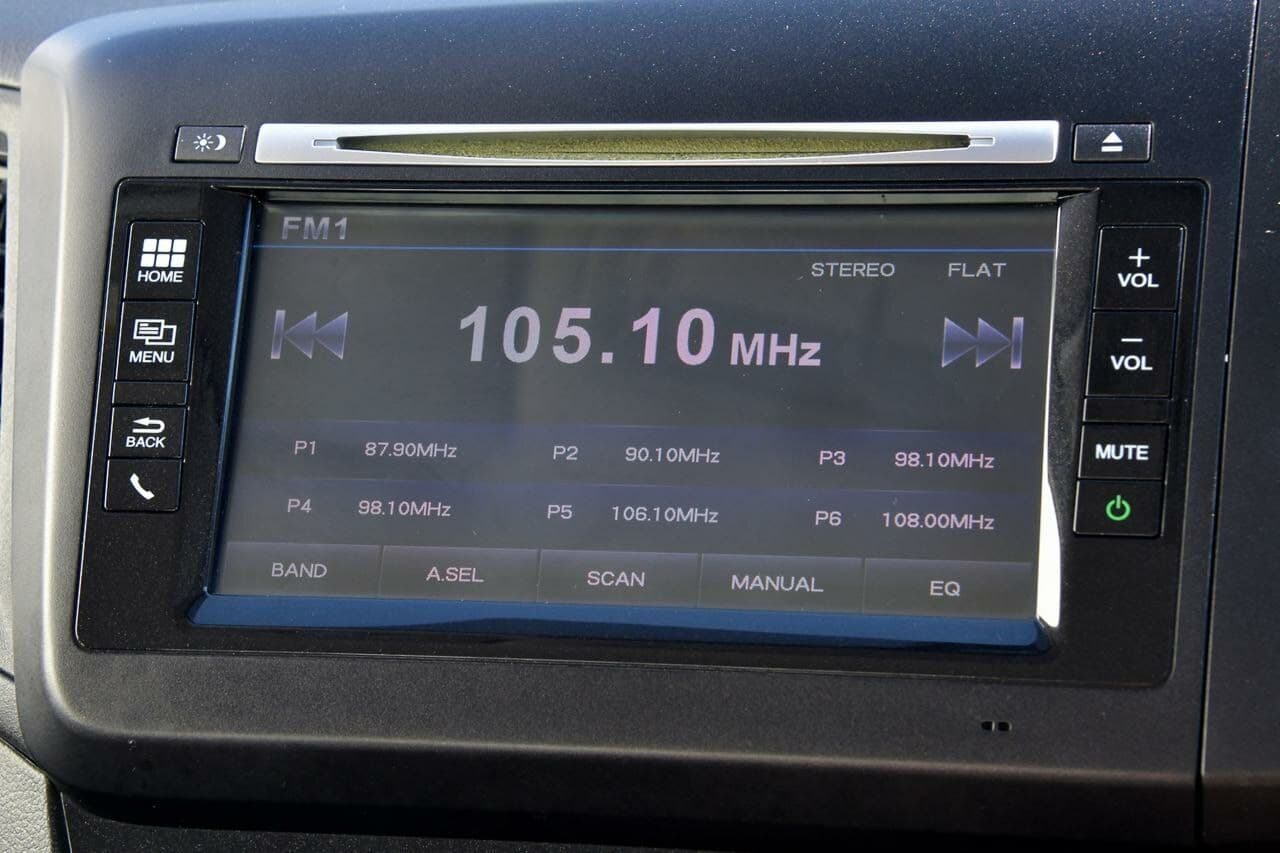 FM1
STEREO FLAT
105.10 MHz
P1 87.90MHz P2 90.10MHz P3 98.10MHz
P4 98.10MHz P5 106.10MHz P6 108.00MHz
BAND A.SEL SCAN MANUAL EQ
HOME
MENU
BACK
+
VOL
−
VOL
MUTE